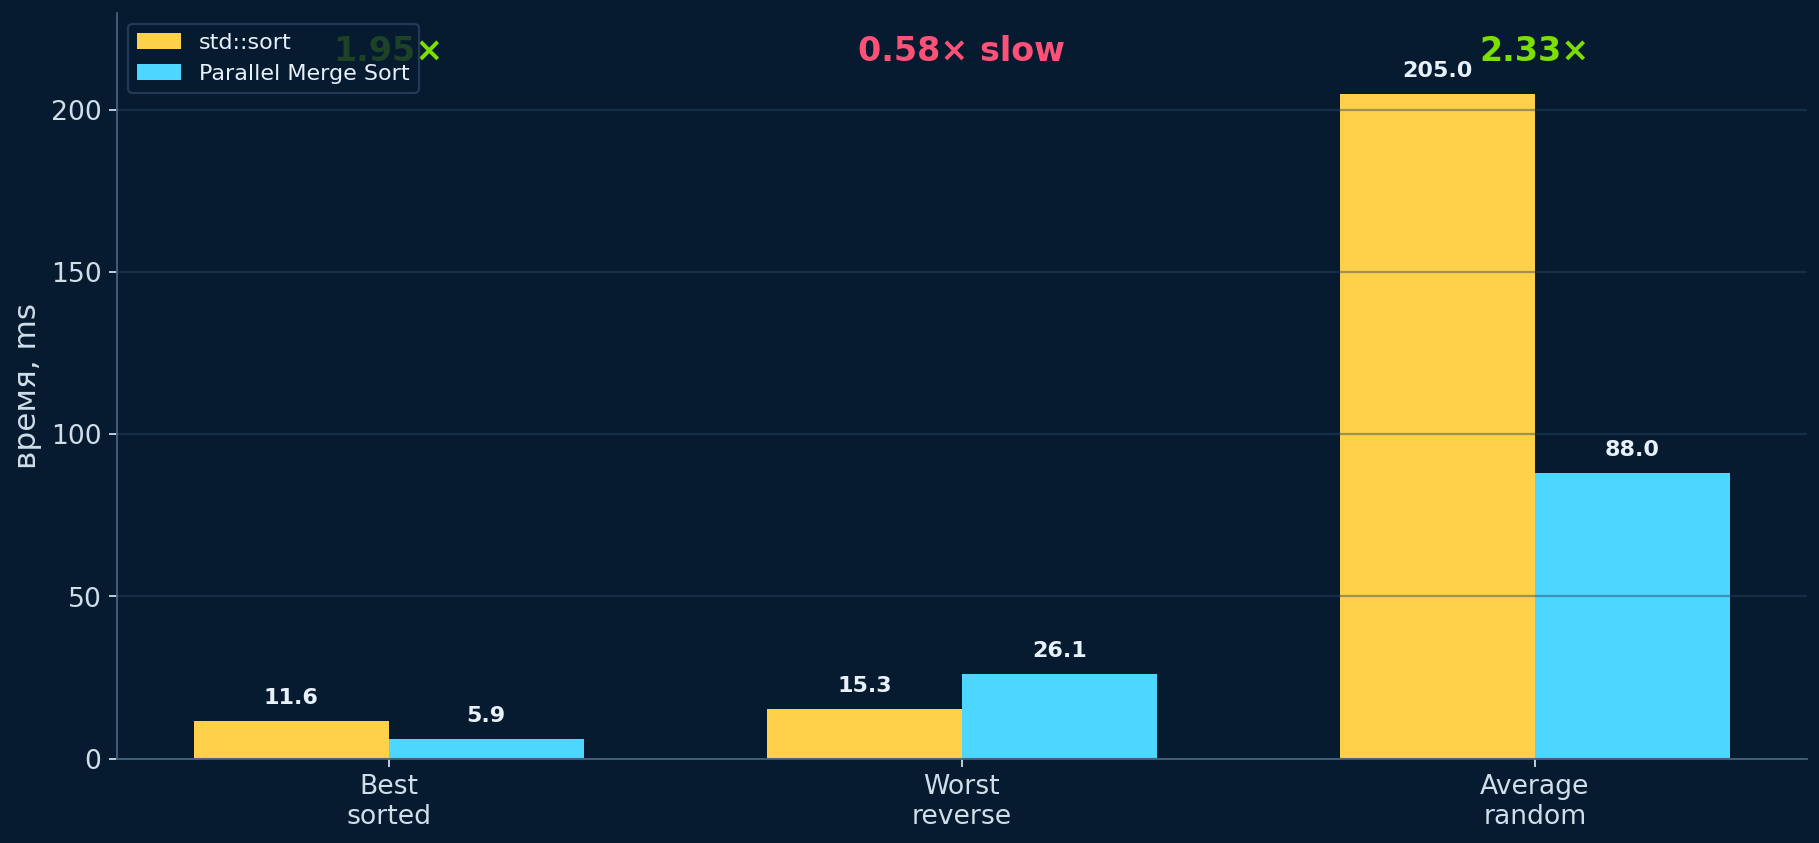 std::sort
Parallel Merge Sort
1.95×
0.58× slow
2.33×
205.0
200
150
100
50
0
время, ms
88.0
26.1
15.3
11.6
5.9
Best
sorted
Worst
reverse
Average
random